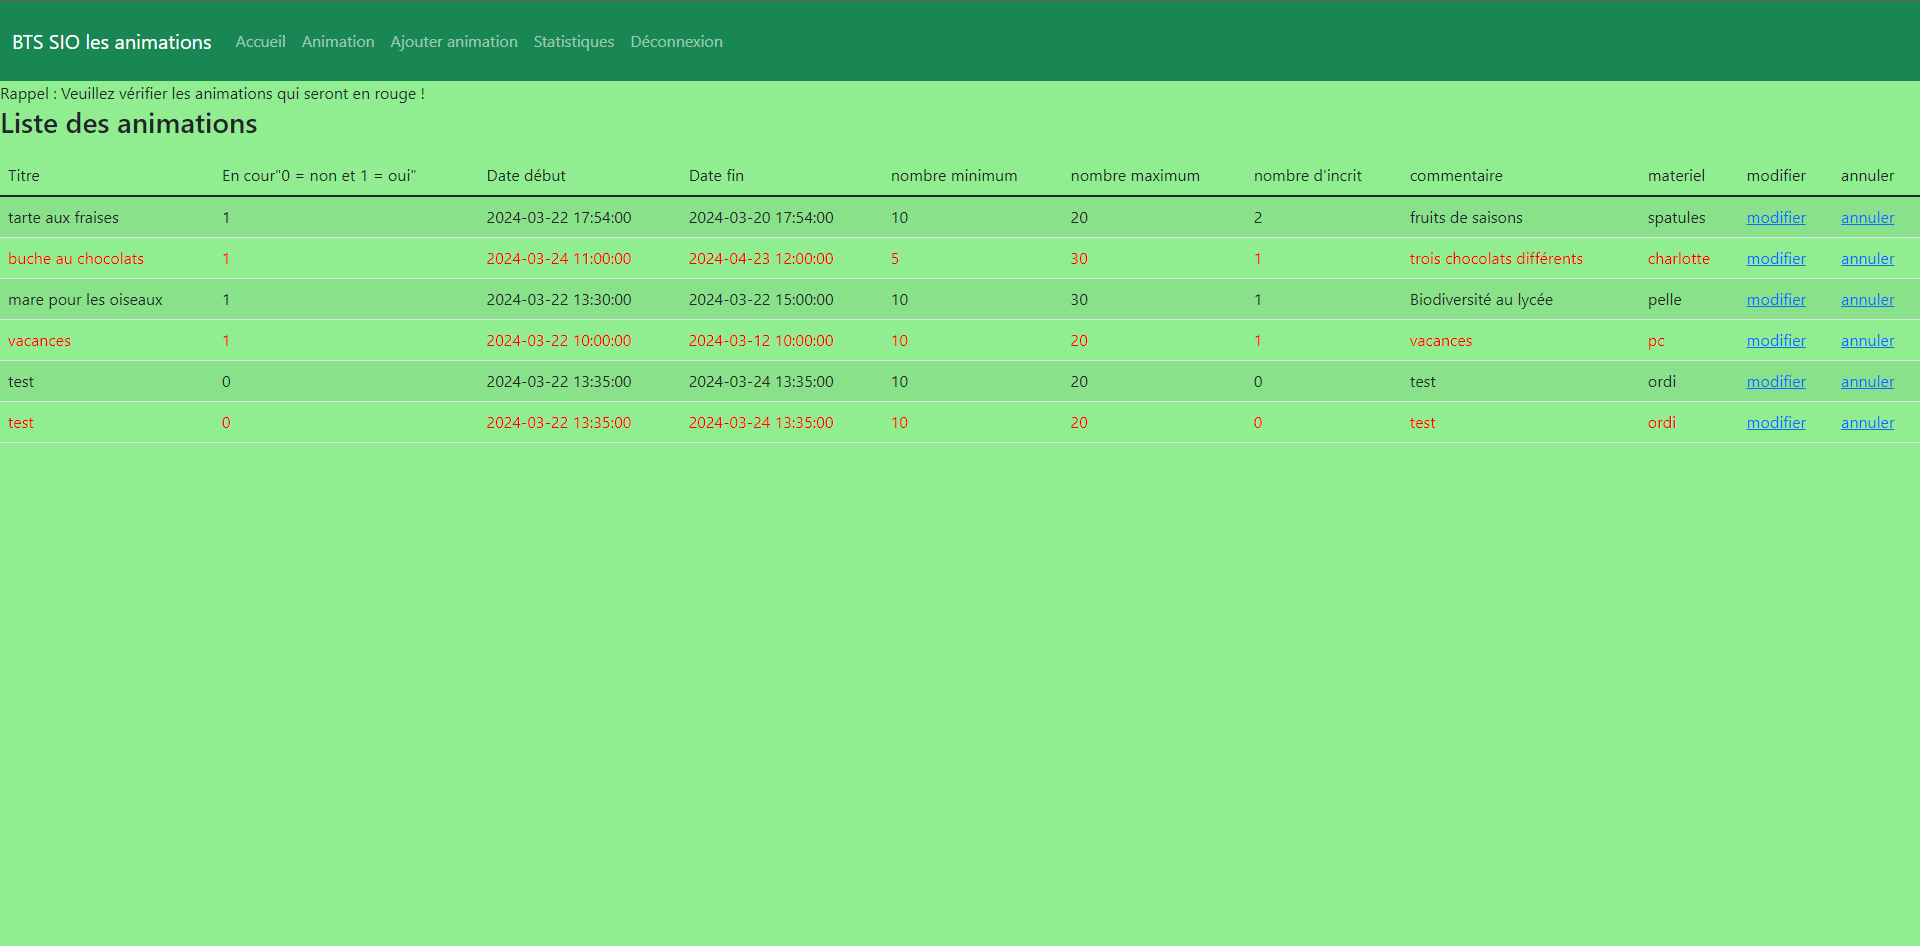 BTS SIO les animations Accueil Animation Ajouter animation Statistiques Déconnexion
Rappel : Veuillez vérifier les animations qui seront en rouge !
Liste des animations
Titre En cour"0 = non et 1 = oui" Date début Date fin nombre minimum nombre maximum nombre d'incrit commentaire materiel modifier annuler
tarte aux fraises 1 2024-03-22 17:54:00 2024-03-20 17:54:00 10 20 2 fruits de saisons spatules modifier annuler
buche au chocolats 1 2024-03-24 11:00:00 2024-04-23 12:00:00 5 30 1 trois chocolats différents charlotte modifier annuler
mare pour les oiseaux 1 2024-03-22 13:30:00 2024-03-22 15:00:00 10 30 1 Biodiversité au lycée pelle modifier annuler
vacances 1 2024-03-22 10:00:00 2024-03-12 10:00:00 10 20 1 vacances pc modifier annuler
test 0 2024-03-22 13:35:00 2024-03-24 13:35:00 10 20 0 test ordi modifier annuler
test 0 2024-03-22 13:35:00 2024-03-24 13:35:00 10 20 0 test ordi modifier annuler